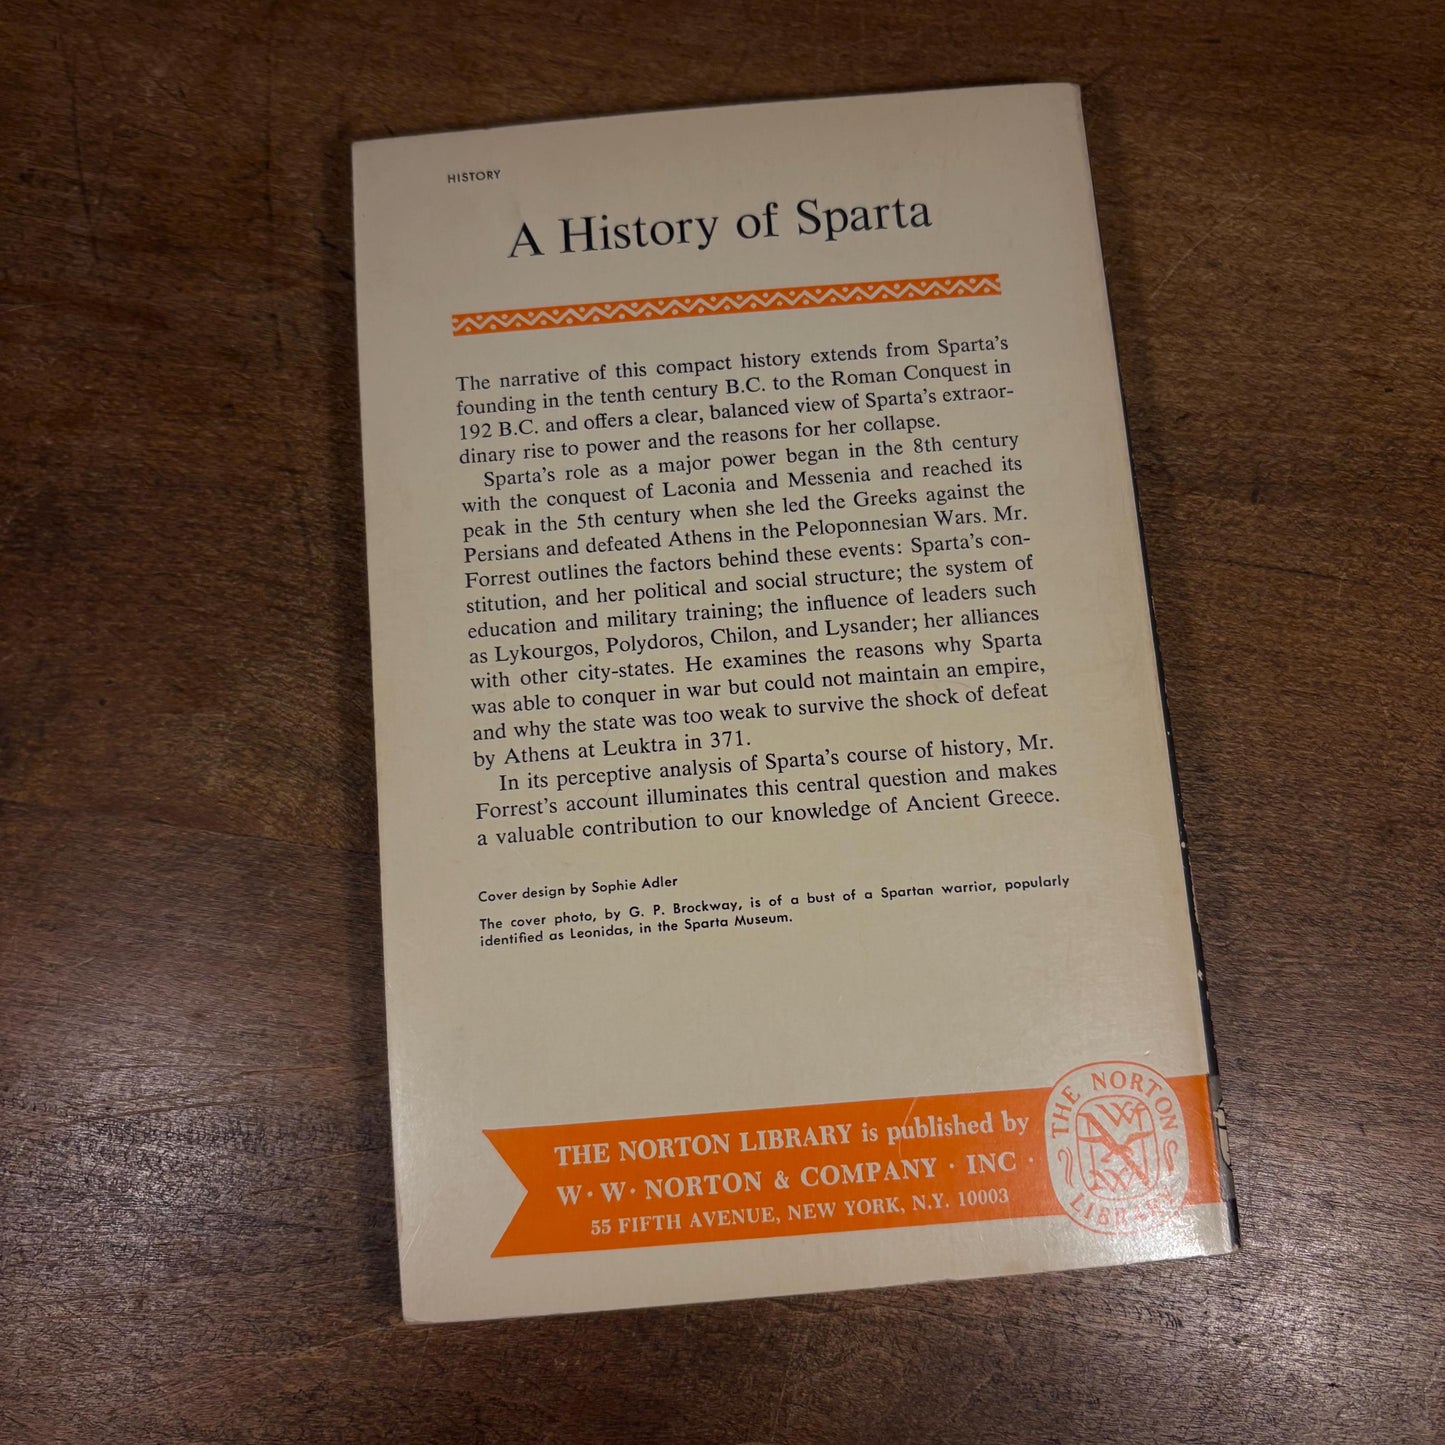 HISTORY
A History of Sparta
The narrative of this compact history extends from Sparta's
founding in the tenth century B.C. to the Roman Conquest in
192 B.C. and offers a clear, balanced view of Sparta's extraor-
dinary rise to power and the reasons for her collapse.
Sparta's role as a major power began in the 8th century
with the conquest of Laconia and Messenia and reached its
peak in the 5th century when she led the Greeks against the
Persians and defeated Athens in the Peloponnesian Wars. Mr.
Forrest outlines the factors behind these events: Sparta's con-
stitution, and her political and social structure; the system of
education and military training; the influence of leaders such
as Lykourgos, Polydoros, Chilon, and Lysander; her alliances
with other city-states. He examines the reasons why Sparta
was able to conquer in war but could not maintain an empire,
and why the state was too weak to survive the shock of defeat
by Athens at Leuktra in 371.
In its perceptive analysis of Sparta's course of history, Mr.
Forrest's account illuminates this central question and makes
a valuable contribution to our knowledge of Ancient Greece.
Cover design by Sophie Adler
The cover photo, by G. P. Brockway, is of a bust of a Spartan warrior, popularly
identified as Leonidas, in the Sparta Museum.
THE NORTON LIBRARY is published by
W · W · NORTON & COMPANY · INC ·
55 FIFTH AVENUE, NEW YORK, N.Y. 10003
THE NORTON
WW
N
W
LIBRARY